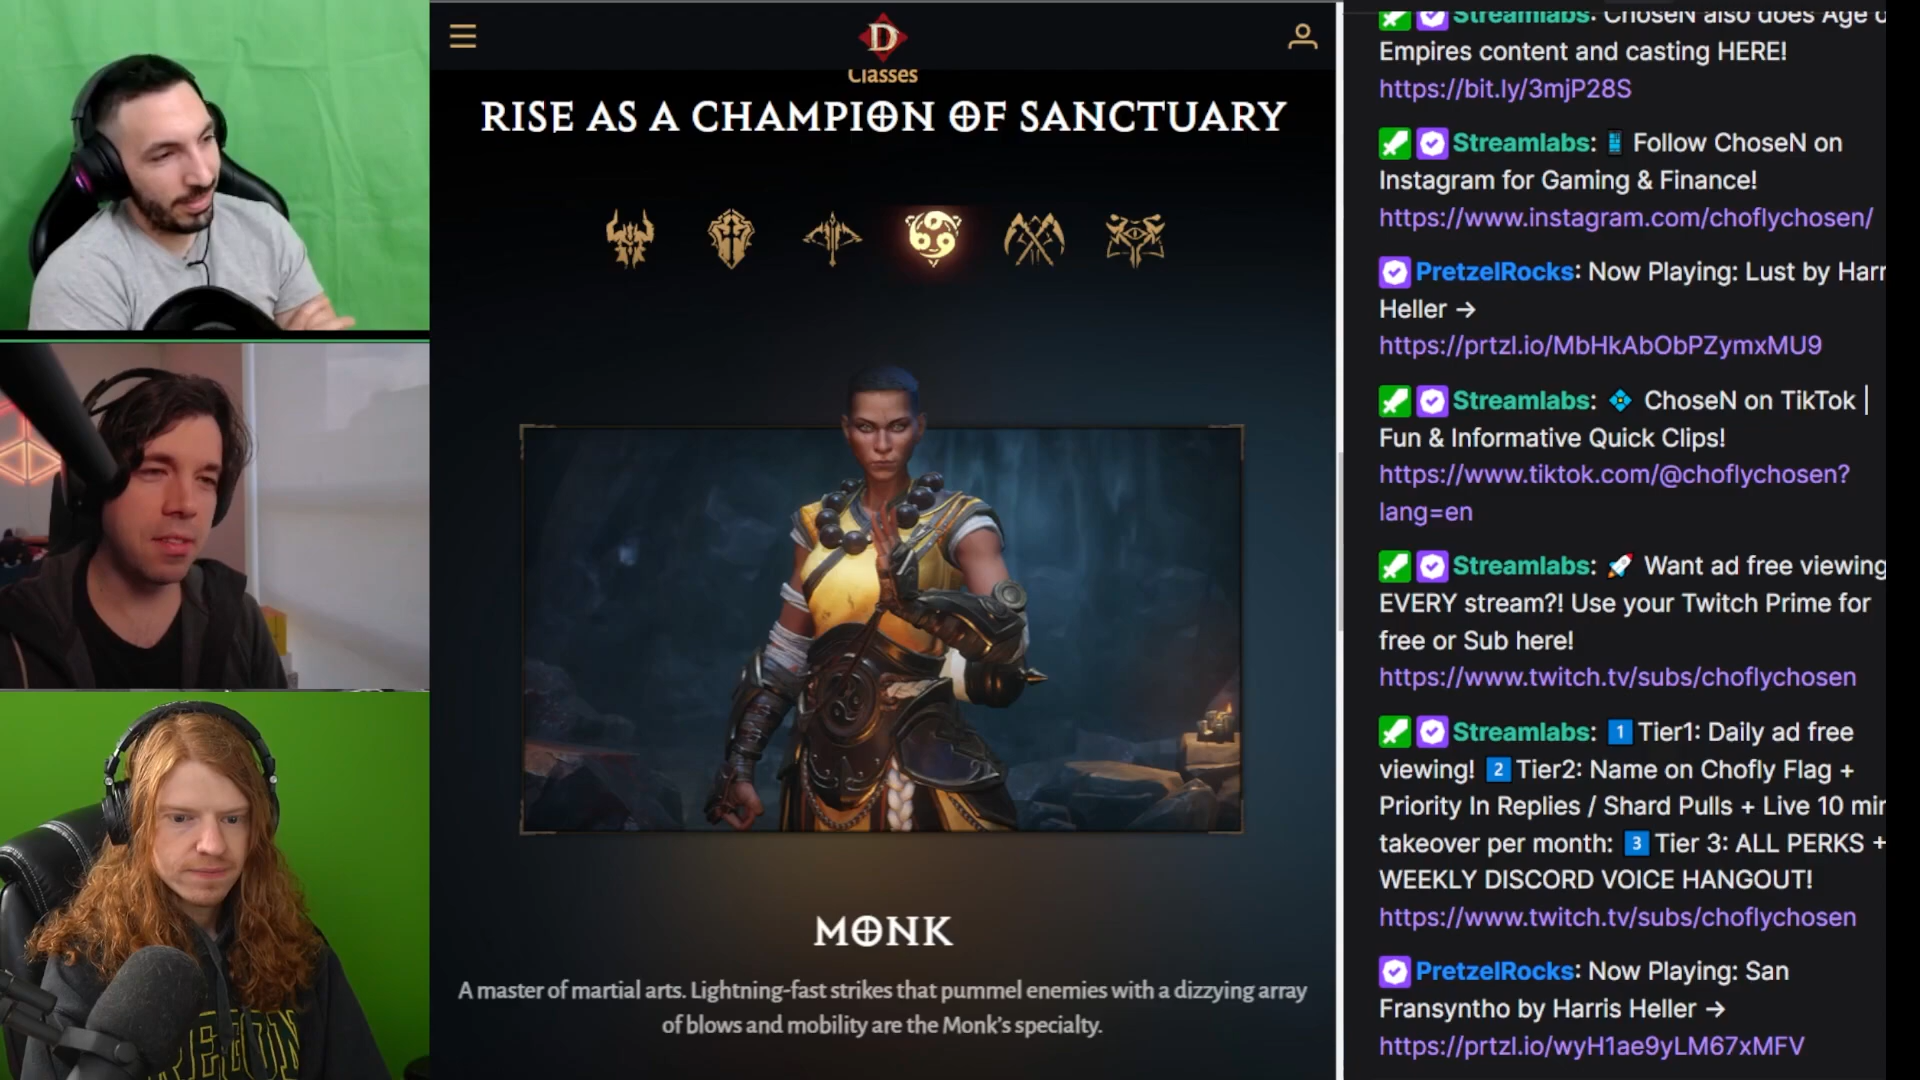 D
Classes
RISE AS A CHAMPION OF SANCTUARY
MONK
A master of martial arts. Lightning-fast strikes that pummel enemies with a dizzying array
of blows and mobility are the Monk's specialty.
Streamlabs: ChoseN also does Age
Empires content and casting HERE!
https://bit.ly/3mjP28S
Streamlabs: 📱 Follow ChoseN on
Instagram for Gaming & Finance!
https://www.instagram.com/choflychosen/
PretzelRocks: Now Playing: Lust by Harr
Heller →
https://prtzl.io/MbHkAbObPZymxMU9
Streamlabs: 💠 ChoseN on TikTok |
Fun & Informative Quick Clips!
https://www.tiktok.com/@choflychosen?
lang=en
Streamlabs: 🚀 Want ad free viewing
EVERY stream?! Use your Twitch Prime for
free or Sub here!
https://www.twitch.tv/subs/choflychosen
Streamlabs: 1️⃣ Tier1: Daily ad free
viewing! 2️⃣ Tier2: Name on Chofly Flag +
Priority In Replies / Shard Pulls + Live 10 min
takeover per month: 3️⃣ Tier 3: ALL PERKS +
WEEKLY DISCORD VOICE HANGOUT!
https://www.twitch.tv/subs/choflychosen
PretzelRocks: Now Playing: San
Fransyntho by Harris Heller →
https://prtzl.io/wyH1ae9yLM67xMFV